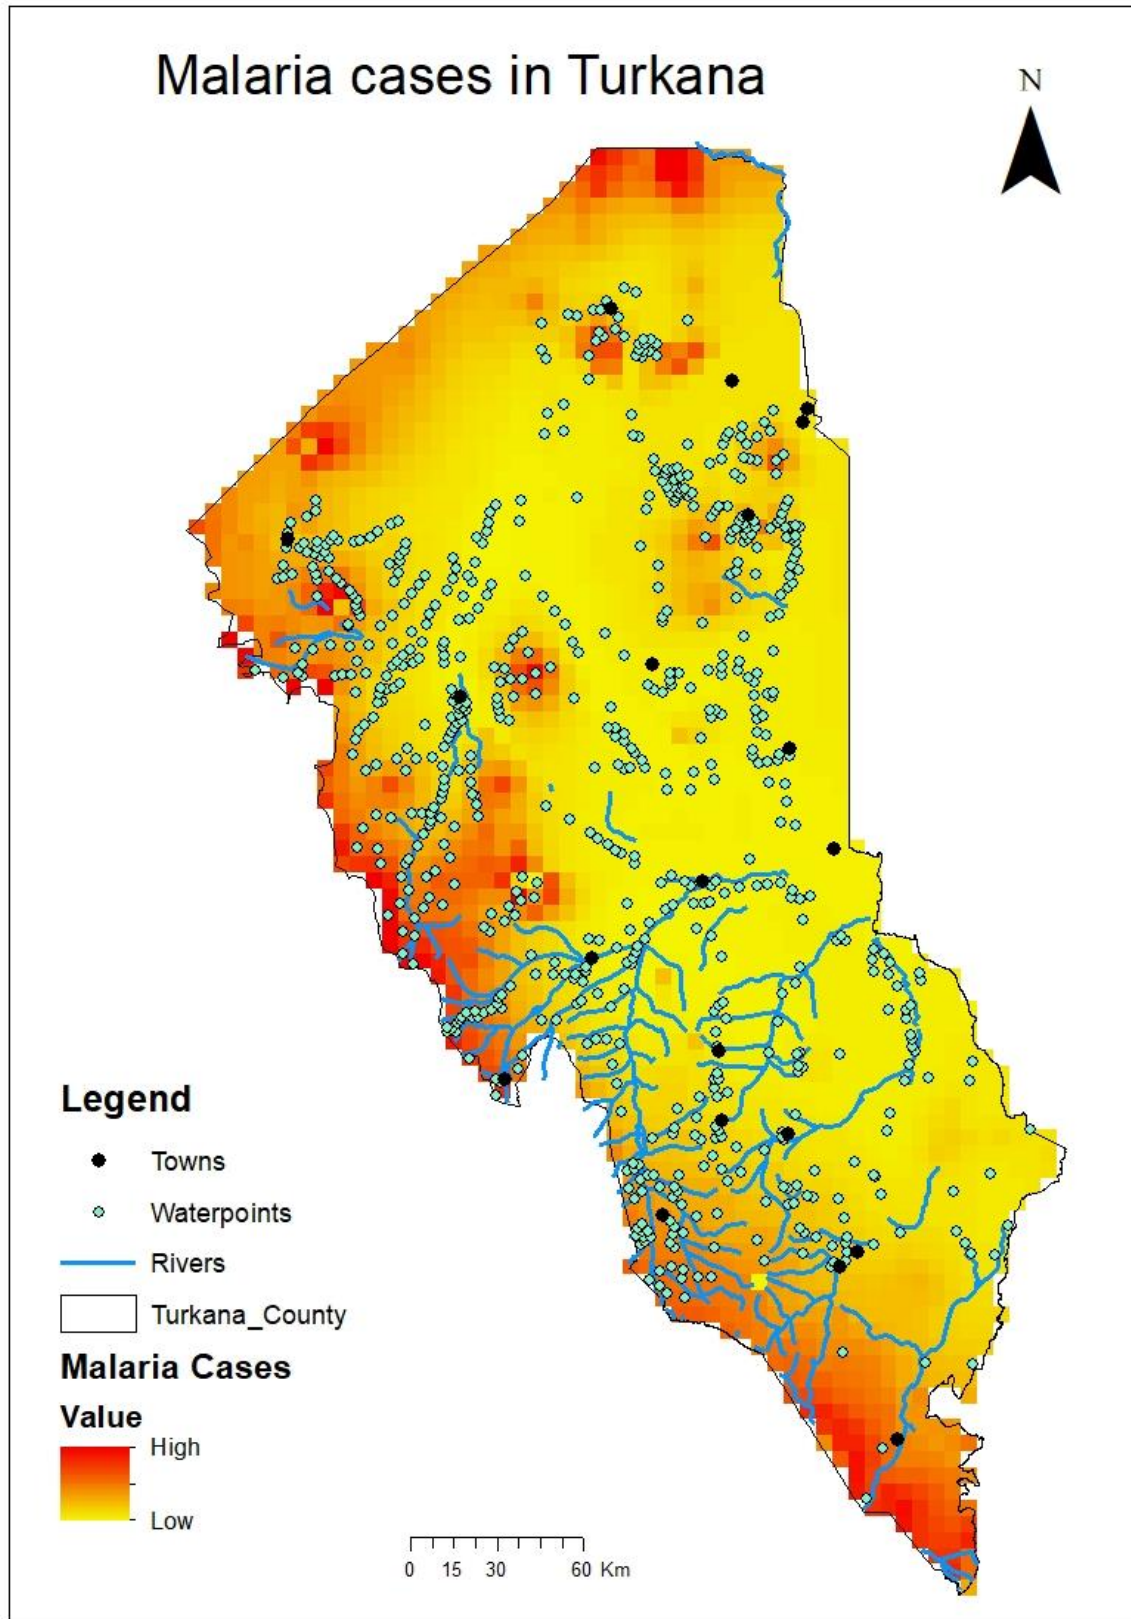 Malaria cases in Turkana
N
Legend
Towns
Waterpoints
Rivers
Turkana_County
Malaria Cases
Value
High
Low
0 15 30 60 Km